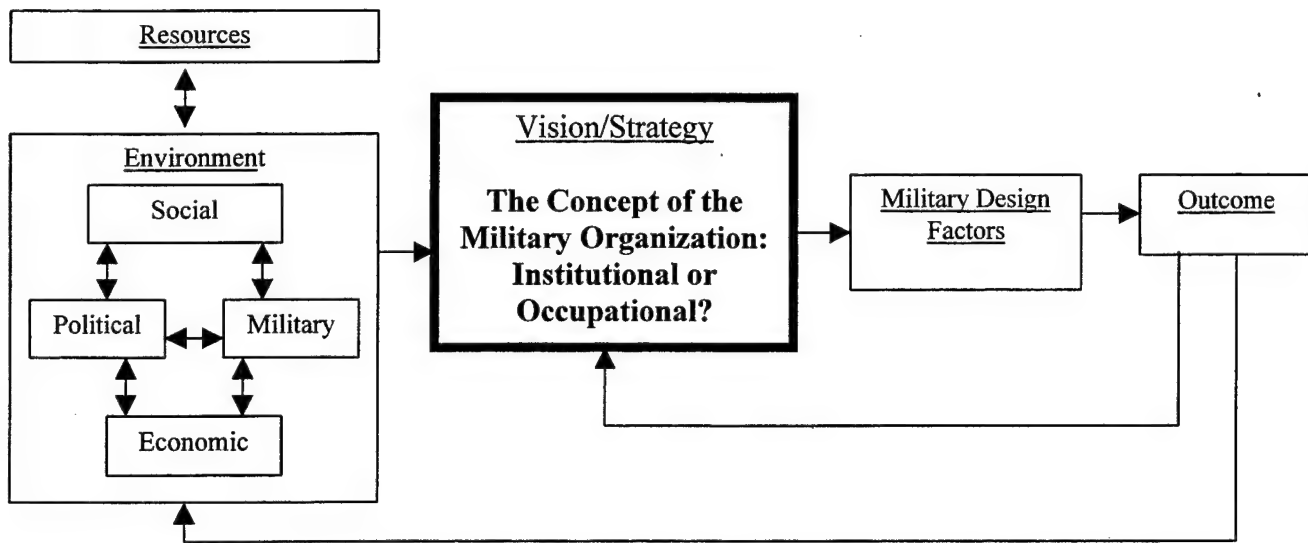 Resources
Environment
Social
Political
Military
Economic
Vision/Strategy
The Concept of the
Military Organization:
Institutional or
Occupational?
Military Design
Factors
Outcome